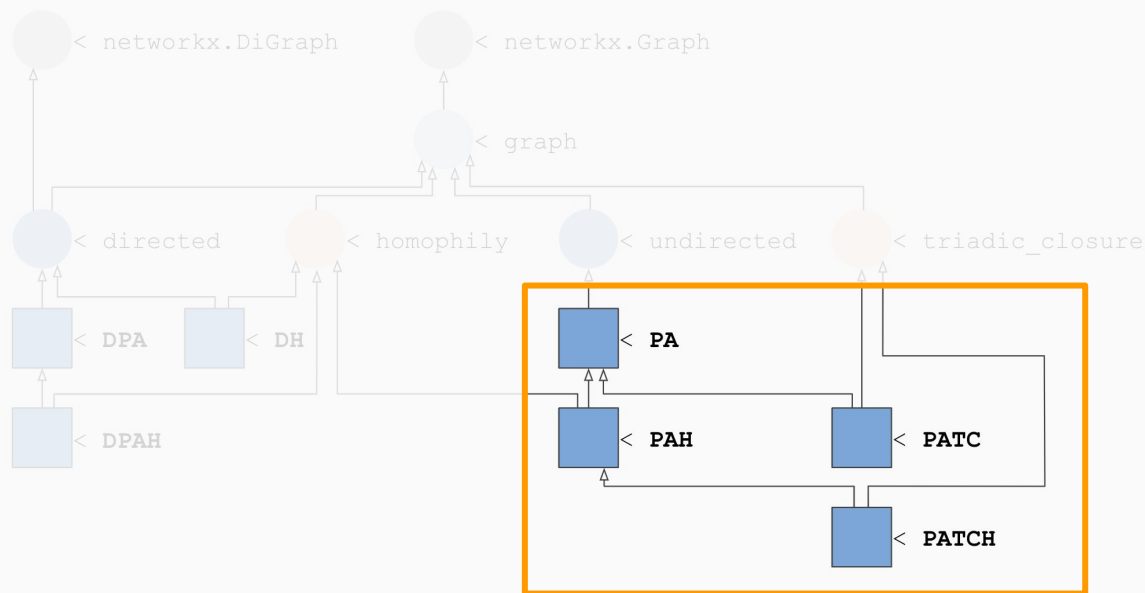 < networkx.DiGraph
< networkx.Graph
< graph
< directed
< homophily
< undirected
< triadic_closure
< DPA
< DH
< PA
< DPAH
< PAH
< PATC
< PATCH